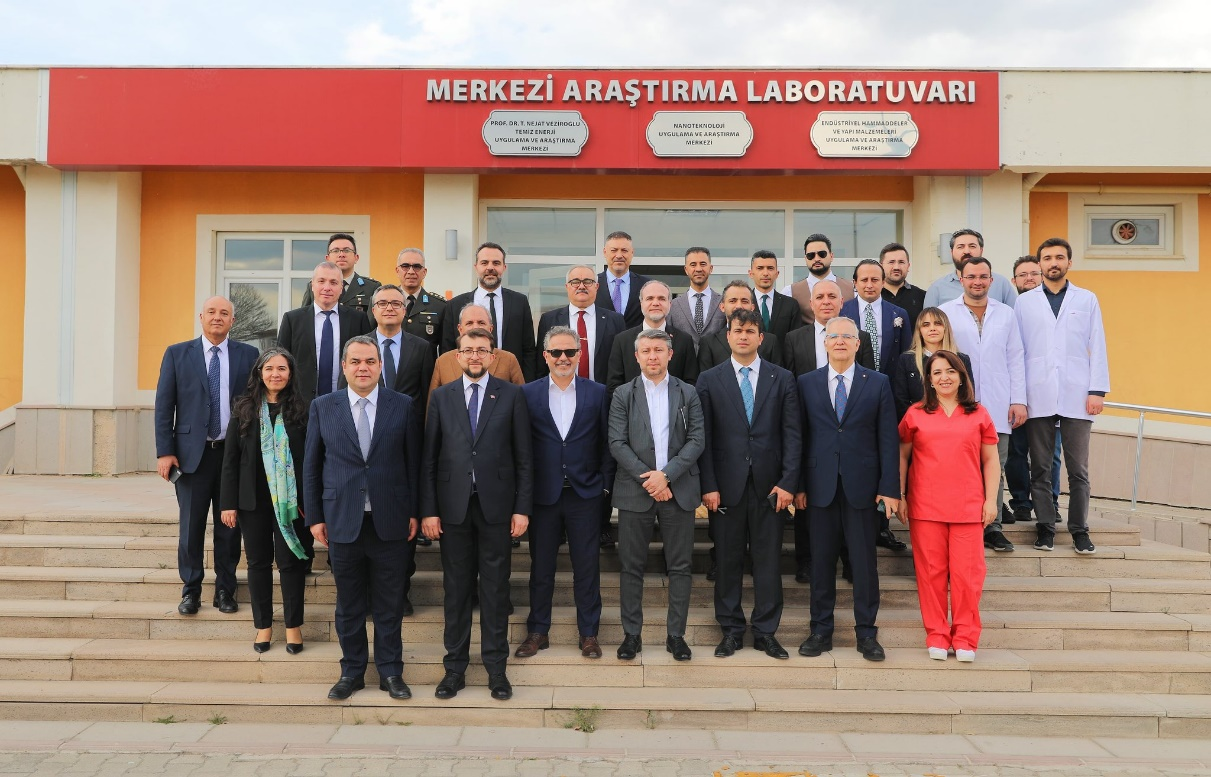 MERKEZİ ARAŞTIRMA LABORATUVARI
PROF. DR. T. NEJAT VEZİROĞLU
TEMİZ ENERJİ
UYGULAMA VE ARAŞTIRMA
MERKEZİ
NANOTEKNOLOJİ
UYGULAMA VE ARAŞTIRMA
MERKEZİ
ENDÜSTRİYEL HAMMADDELER
VE YAPI MALZEMELERİ
UYGULAMA VE ARAŞTIRMA
MERKEZİ